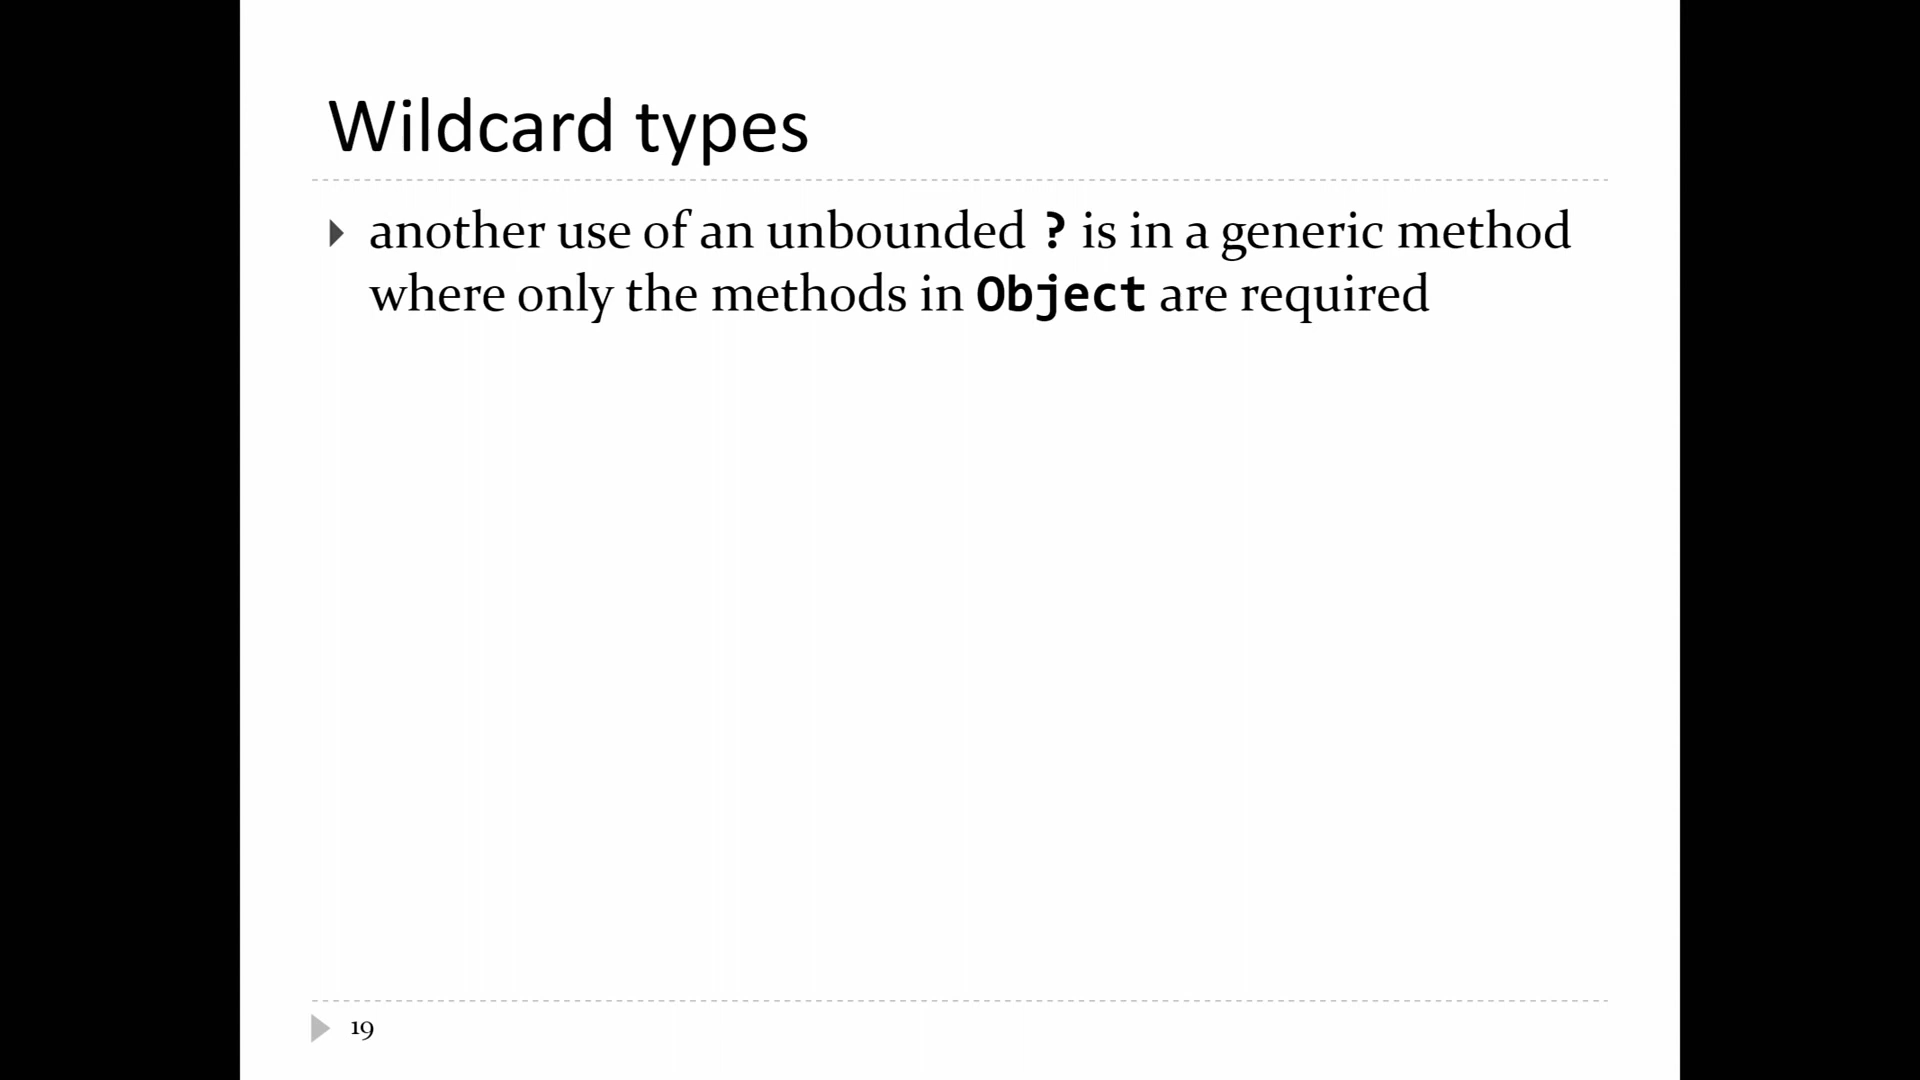 Wildcard types
another use of an unbounded ? is in a generic method
where only the methods in Object are required
19